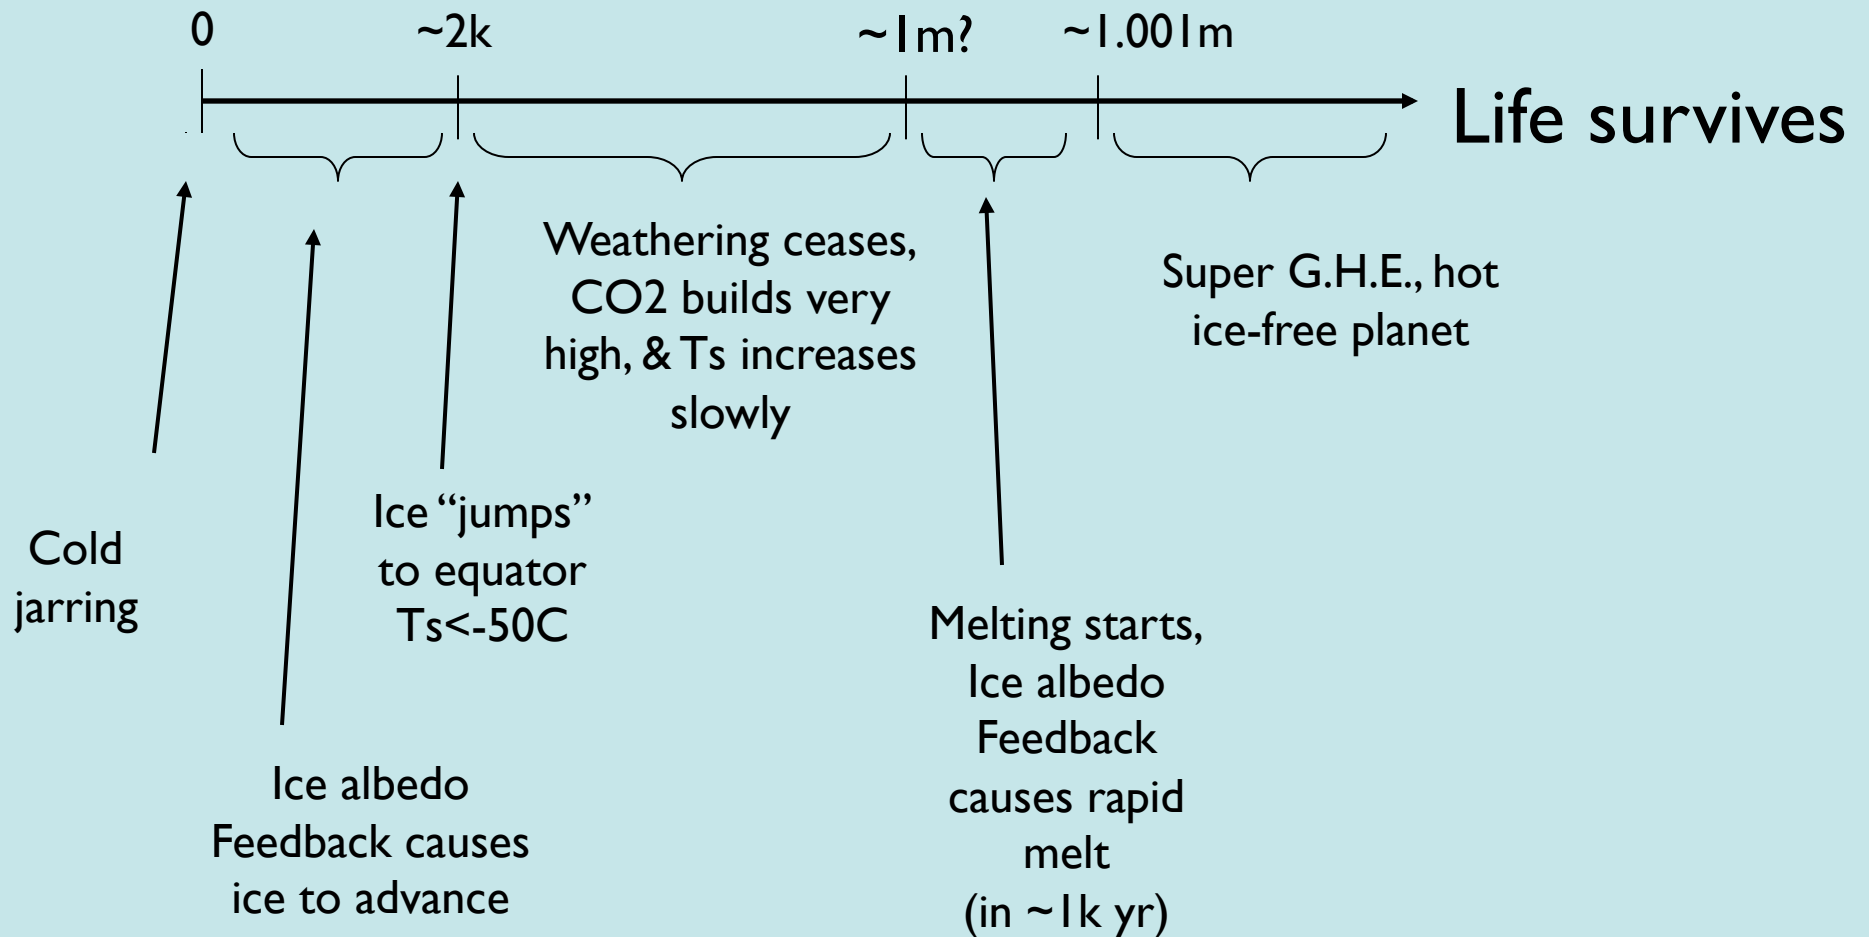 0
~2k
~1m?
~1.001m
Life survives
Weathering ceases,
CO2 builds very
high, & Ts increases
slowly
Super G.H.E., hot
ice-free planet
Cold
jarring
Ice “jumps”
to equator
Ts<-50C
Ice albedo
Feedback causes
ice to advance
Melting starts,
Ice albedo
Feedback
causes rapid
melt
(in ~1k yr)